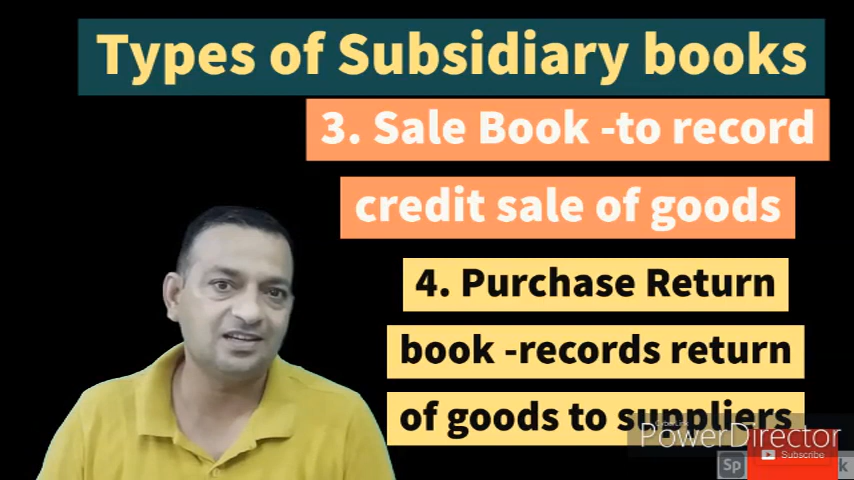 Types of Subsidiary books
3. Sale Book -to record
credit sale of goods
4. Purchase Return
book -records return
of goods to suppliers
PowerDirector
Sp
Subscribe
k